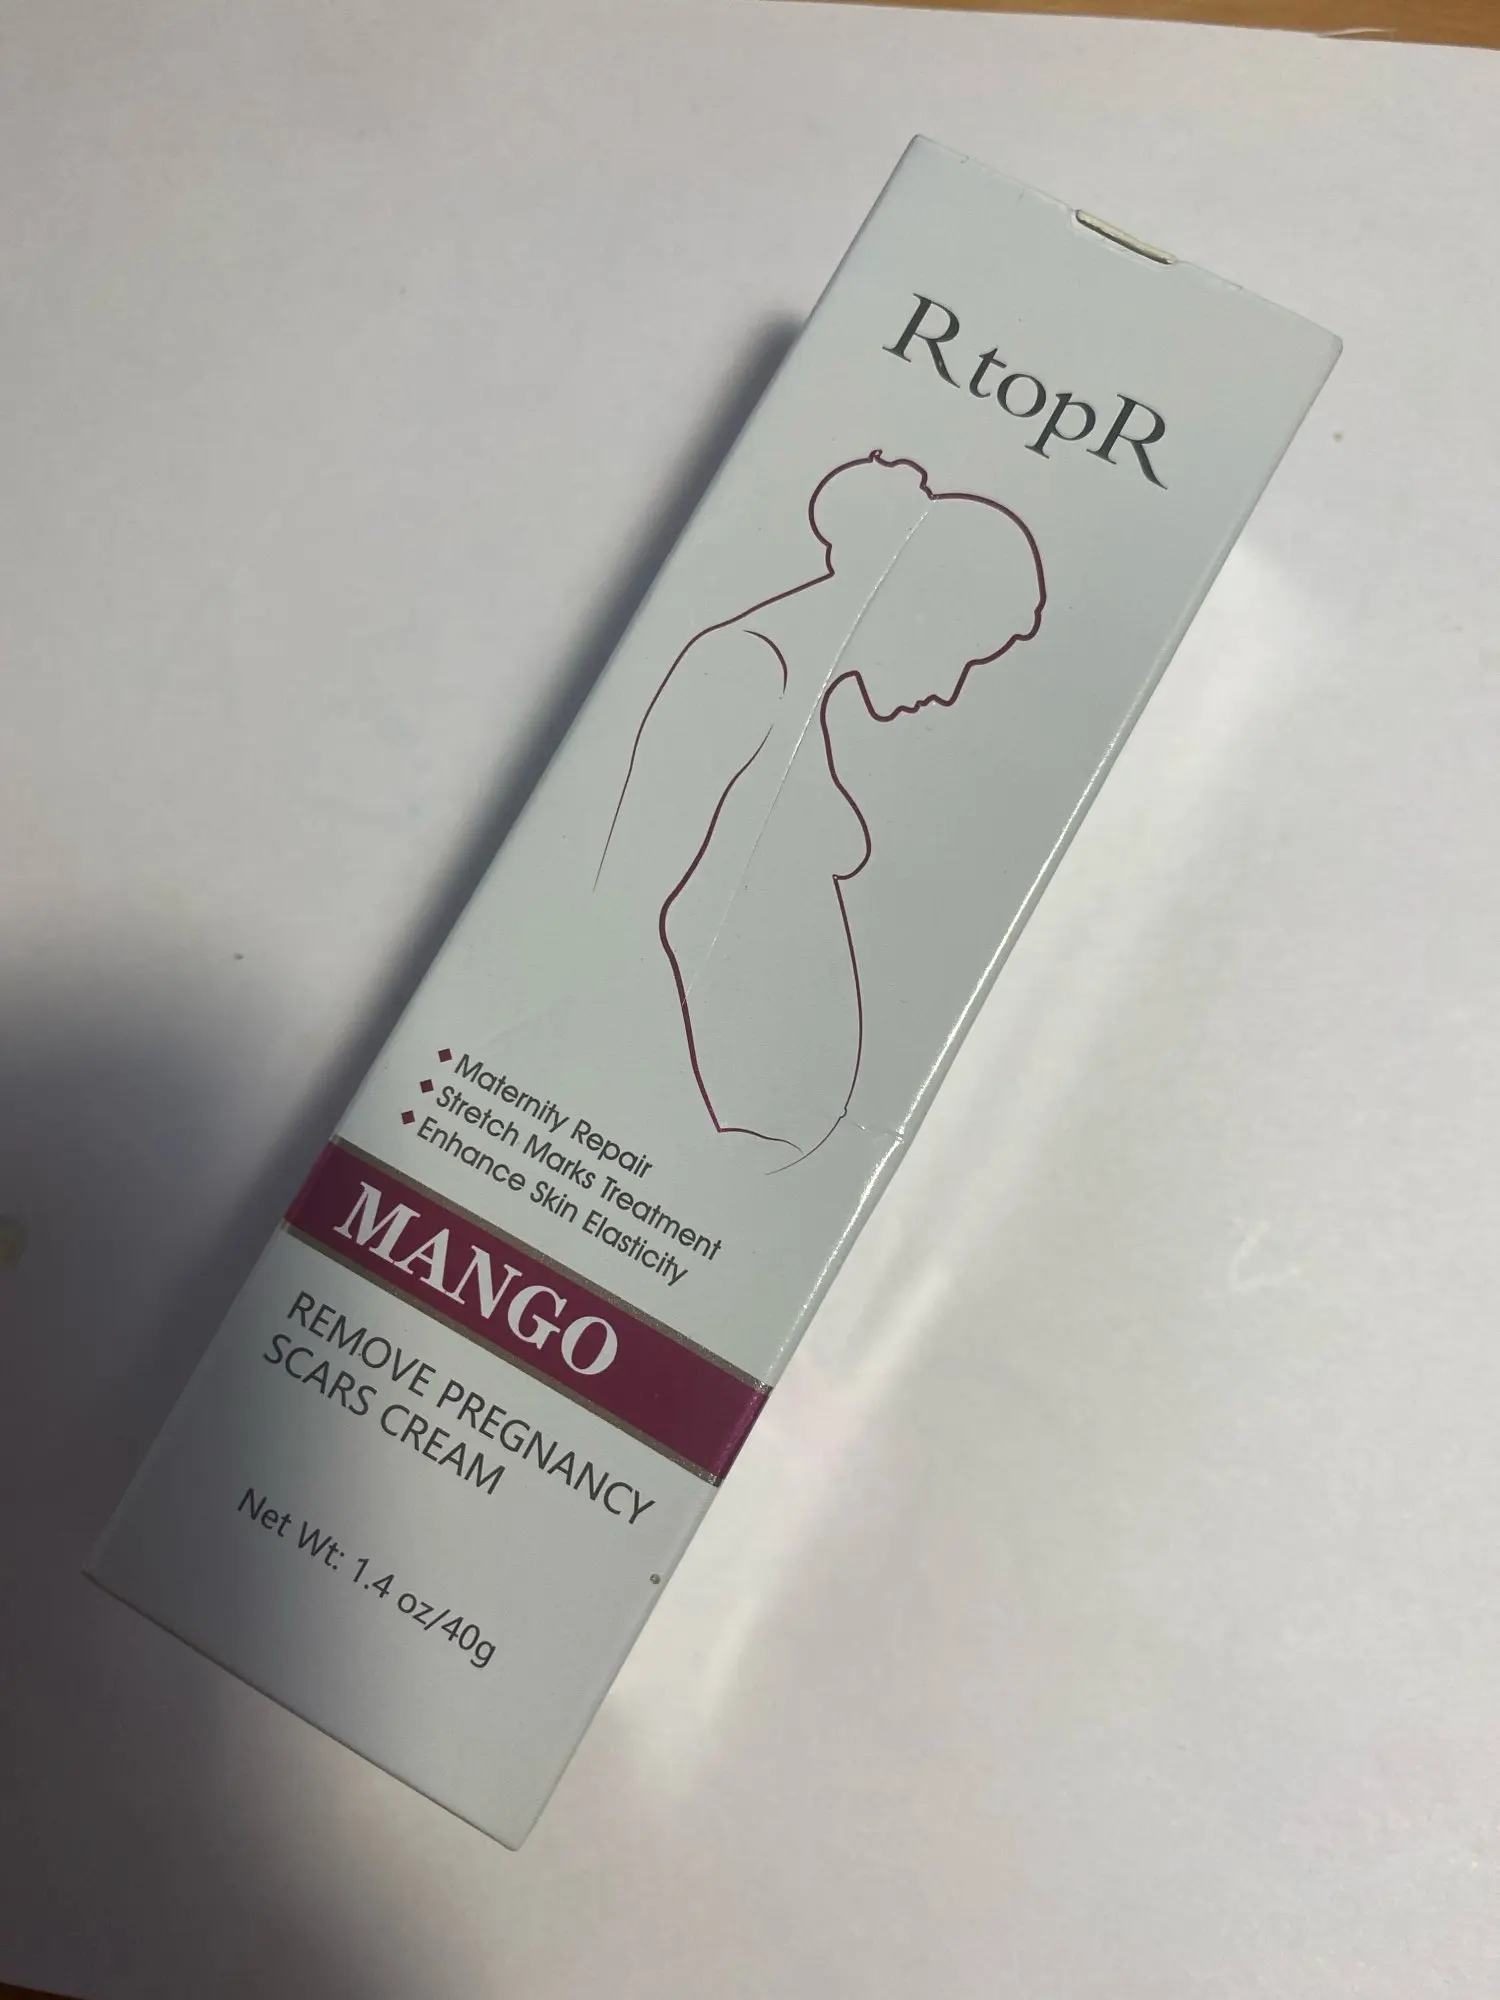 RtopR
Maternity Repair
Stretch Marks Treatment
Enhance Skin Elasticity
MANGO
REMOVE PREGNANCY
SCARS CREAM
Net Wt: 1.4 oz/40g